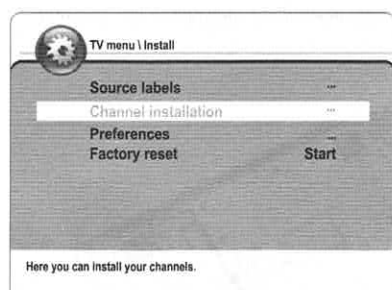 TV menu \ Install
Source labels ...
Channel installation ...
Preferences ...
Factory reset Start
Here you can install your channels.